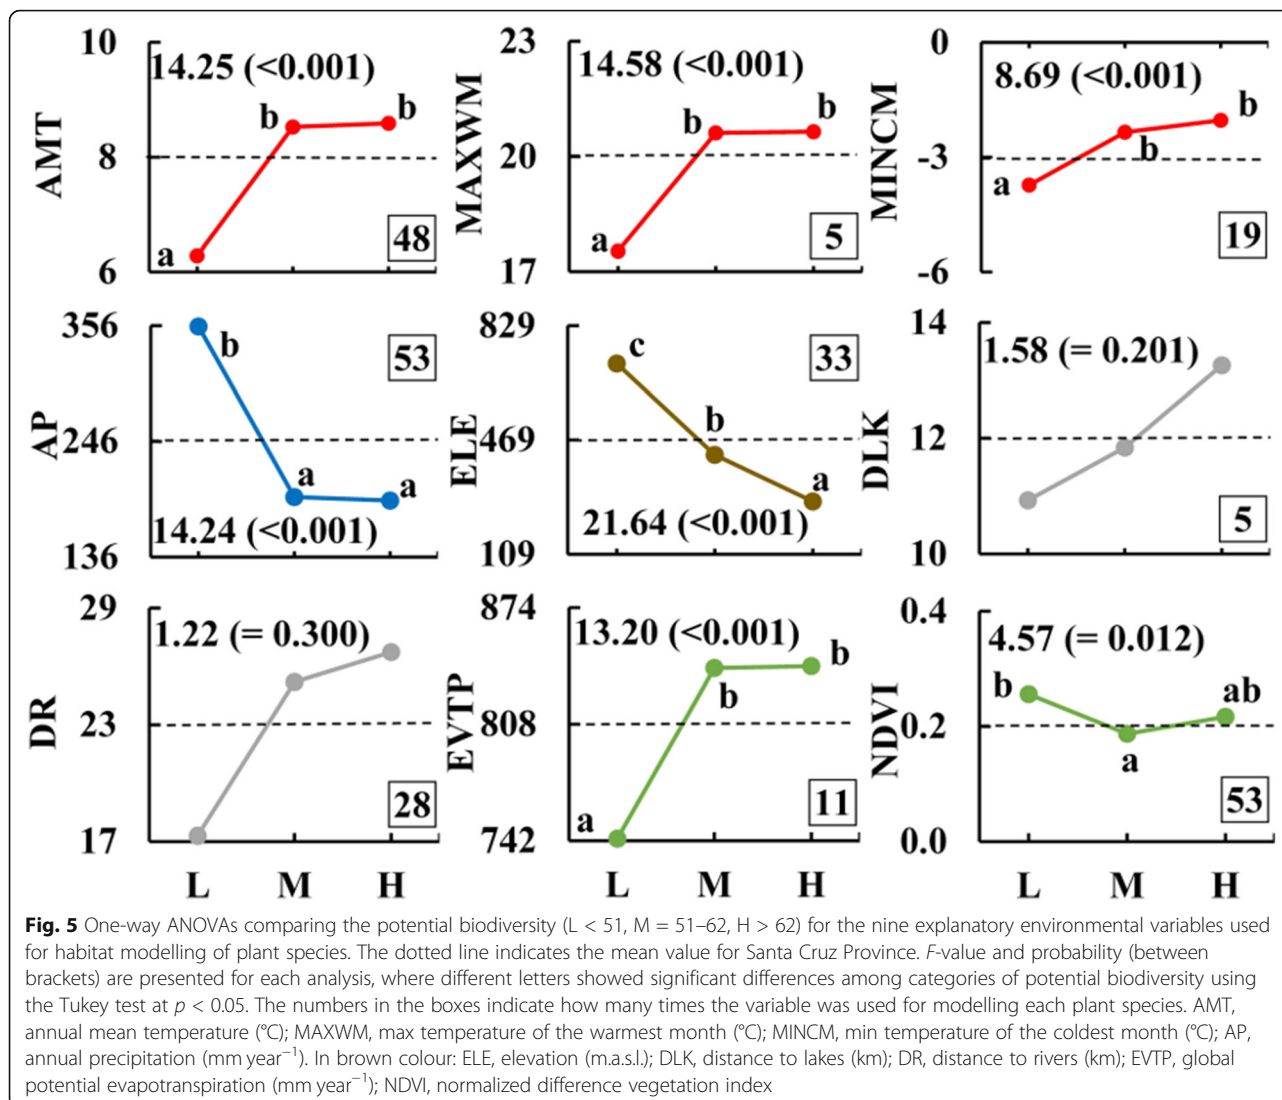 10 14.25 (<0.001) b b
AMT 8
a 48
6
23 14.58 (<0.001) b b
MAXWM 20
a 5
17
0 8.69 (<0.001) b
MINCM -3 b
a 19
-6
356 b 53
AP 246
a a
14.24 (<0.001)
136
829 c 33
ELE 469 b
a
21.64 (<0.001)
109
14 1.58 (= 0.201)
DLK 12
5
10
29 1.22 (= 0.300)
DR 23
28
17
874 13.20 (<0.001) b
EVTP 808 b
a 11
742
0.4 4.57 (= 0.012)
b ab
NDVI 0.2
a
53
0.0
L M H L M H L M H
Fig. 5 One-way ANOVAs comparing the potential biodiversity (L < 51, M = 51–62, H > 62) for the nine explanatory environmental variables used
for habitat modelling of plant species. The dotted line indicates the mean value for Santa Cruz Province. F-value and probability (between
brackets) are presented for each analysis, where different letters showed significant differences among categories of potential biodiversity using
the Tukey test at p < 0.05. The numbers in the boxes indicate how many times the variable was used for modelling each plant species. AMT,
annual mean temperature (°C); MAXWM, max temperature of the warmest month (°C); MINCM, min temperature of the coldest month (°C); AP,
annual precipitation (mm year⁻¹). In brown colour: ELE, elevation (m.a.s.l.); DLK, distance to lakes (km); DR, distance to rivers (km); EVTP, global
potential evapotranspiration (mm year⁻¹); NDVI, normalized difference vegetation index